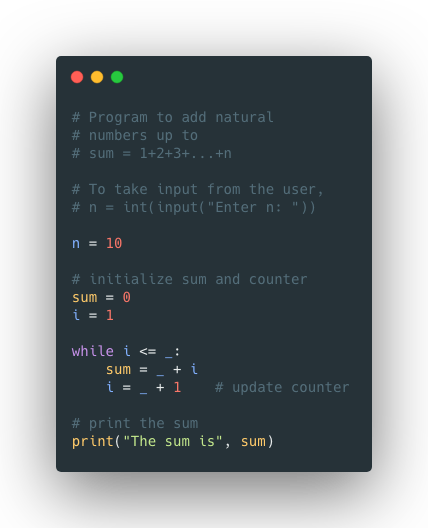 # Program to add natural
# numbers up to
# sum = 1+2+3+...+n
# To take input from the user,
# n = int(input("Enter n: "))
n = 10
# initialize sum and counter
sum = 0
i = 1
while i <= _:
    sum = _ + i
    i = _ + 1    # update counter
# print the sum
print("The sum is", sum)